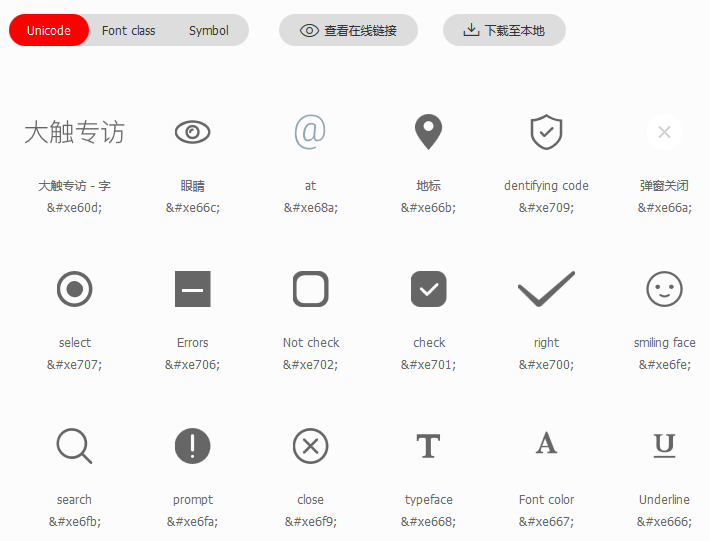 Unicode Font class Symbol 查看在线链接 下载至本地
大触专访 @
大触专访 - 字 眼睛 at 地标 dentifying code 弹窗关闭
&#xe60d; &#xe66c; &#xe68a; &#xe66b; &#xe709; &#xe66a;
select Errors Not check check right smiling face
&#xe707; &#xe706; &#xe702; &#xe701; &#xe700; &#xe6fe;
T A U
search prompt close typeface Font color Underline
&#xe6fb; &#xe6fa; &#xe6f9; &#xe668; &#xe667; &#xe666;